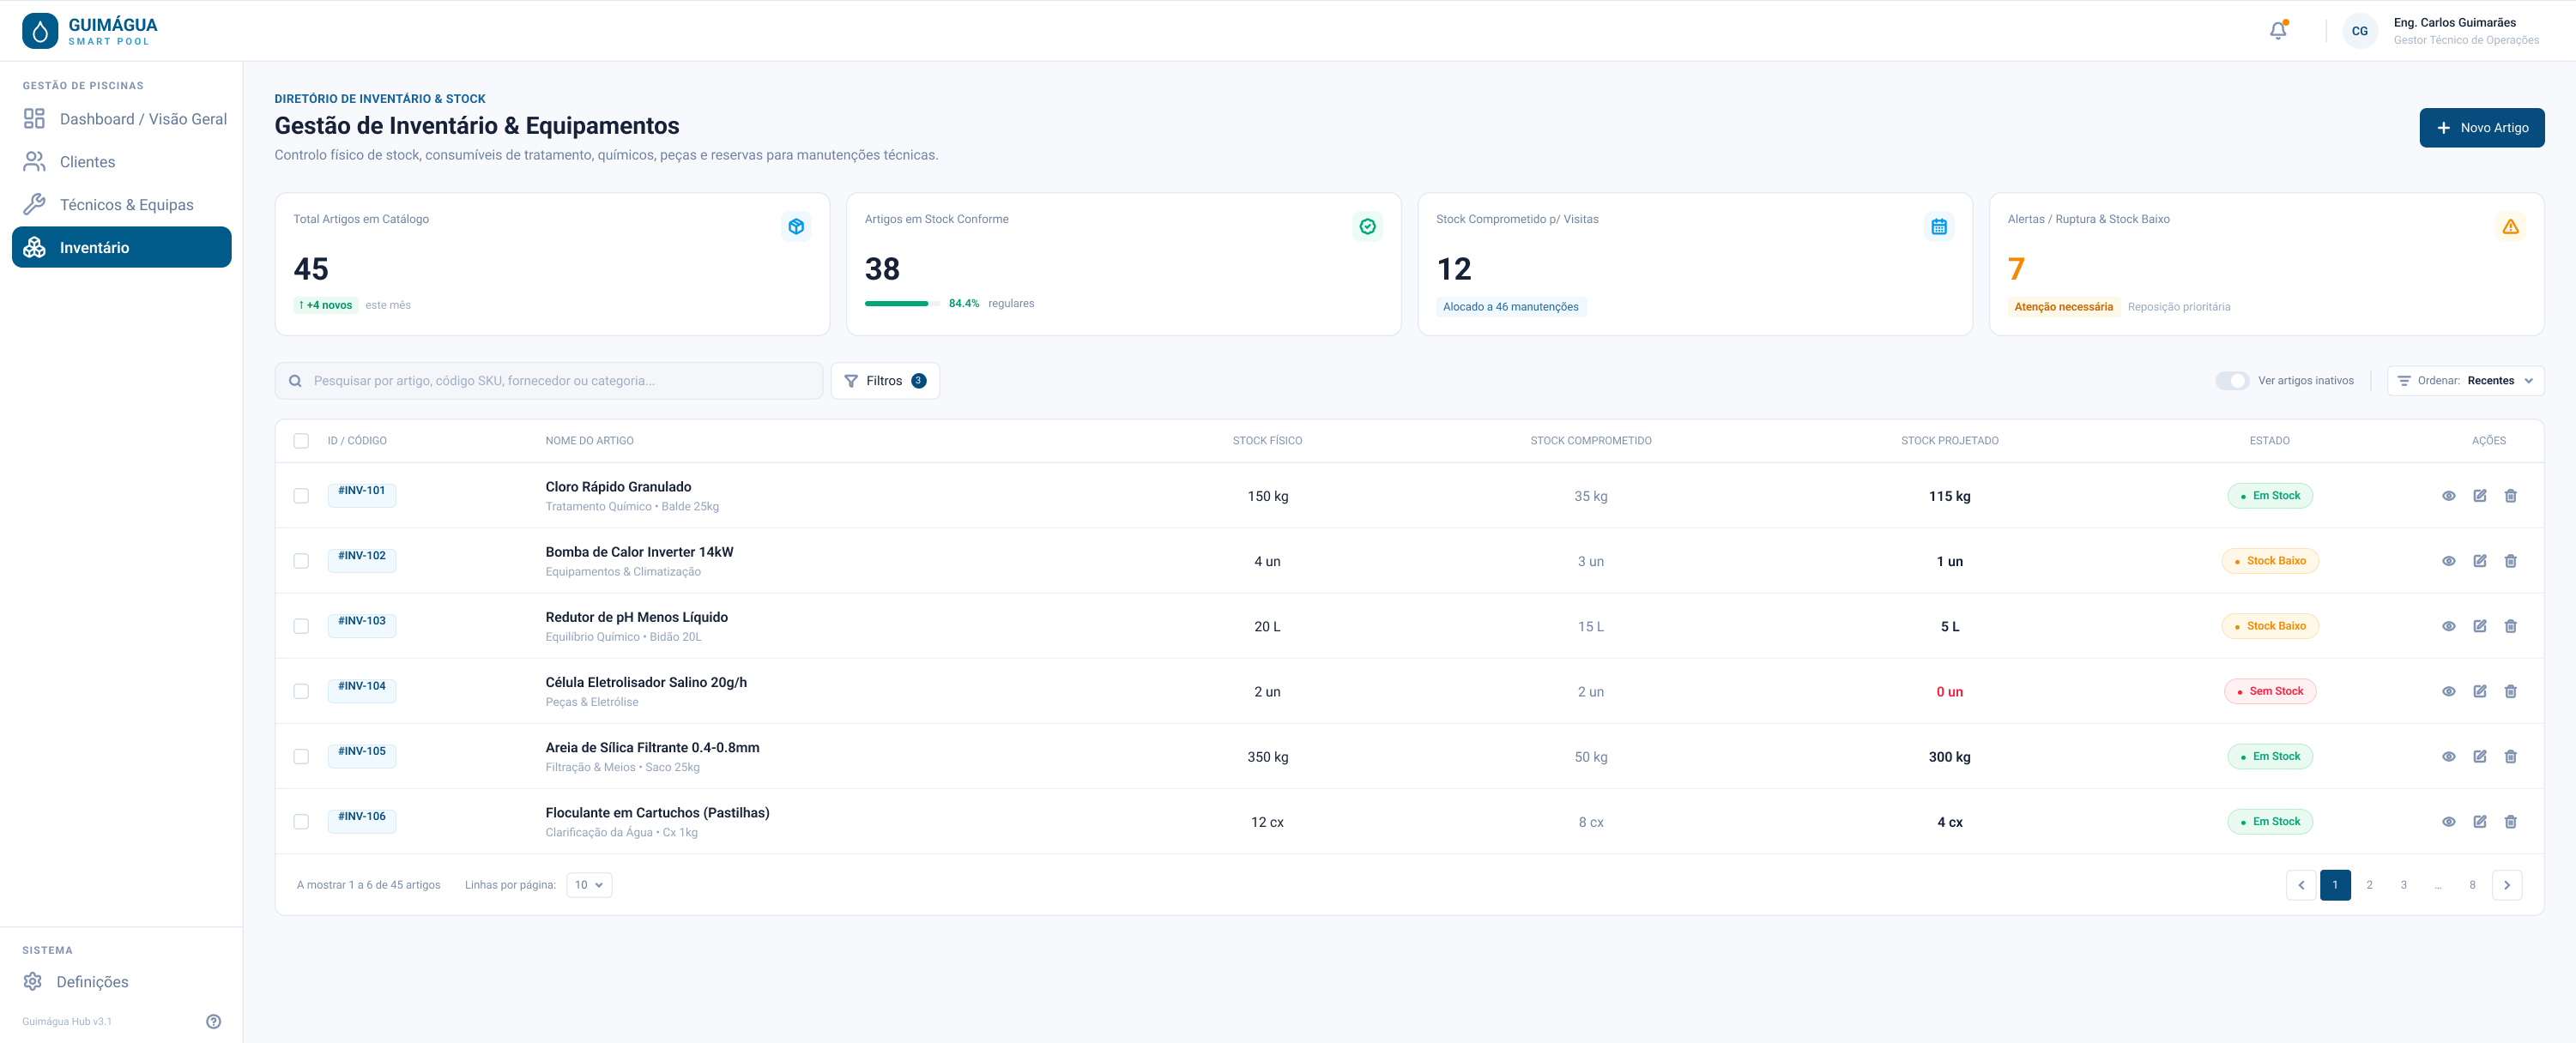 GUIMÁGUA
SMART POOL
CG
Eng. Carlos Guimarães
Gestor Técnico de Operações
GESTÃO DE PISCINAS
Dashboard / Visão Geral
Clientes
Técnicos & Equipas
Inventário
DIRETÓRIO DE INVENTÁRIO & STOCK
Gestão de Inventário & Equipamentos
Controlo físico de stock, consumíveis de tratamento, químicos, peças e reservas para manutenções técnicas.
+ Novo Artigo
Total Artigos em Catálogo
45
↑ +4 novos este mês
Artigos em Stock Conforme
38
84.4% regulares
Stock Comprometido p/ Visitas
12
Alocado a 46 manutenções
Alertas / Ruptura & Stock Baixo
7
Atenção necessária Reposição prioritária
Pesquisar por artigo, código SKU, fornecedor ou categoria...
Filtros 3
Ver artigos inativos
Ordenar: Recentes
ID / CÓDIGO NOME DO ARTIGO STOCK FÍSICO STOCK COMPROMETIDO STOCK PROJETADO ESTADO AÇÕES
#INV-101 Cloro Rápido Granulado 150 kg 35 kg 115 kg • Em Stock
Tratamento Químico • Balde 25kg
#INV-102 Bomba de Calor Inverter 14kW 4 un 3 un 1 un • Stock Baixo
Equipamentos & Climatização
#INV-103 Redutor de pH Menos Líquido 20 L 15 L 5 L • Stock Baixo
Equilíbrio Químico • Bidão 20L
#INV-104 Célula Eletrolisador Salino 20g/h 2 un 2 un 0 un • Sem Stock
Peças & Eletrólise
#INV-105 Areia de Sílica Filtrante 0.4-0.8mm 350 kg 50 kg 300 kg • Em Stock
Filtração & Meios • Saco 25kg
#INV-106 Floculante em Cartuchos (Pastilhas) 12 cx 8 cx 4 cx • Em Stock
Clarificação da Água • Cx 1kg
A mostrar 1 a 6 de 45 artigos Linhas por página: 10
1 2 3 ... 8
SISTEMA
Definições
Guimágua Hub v3.1